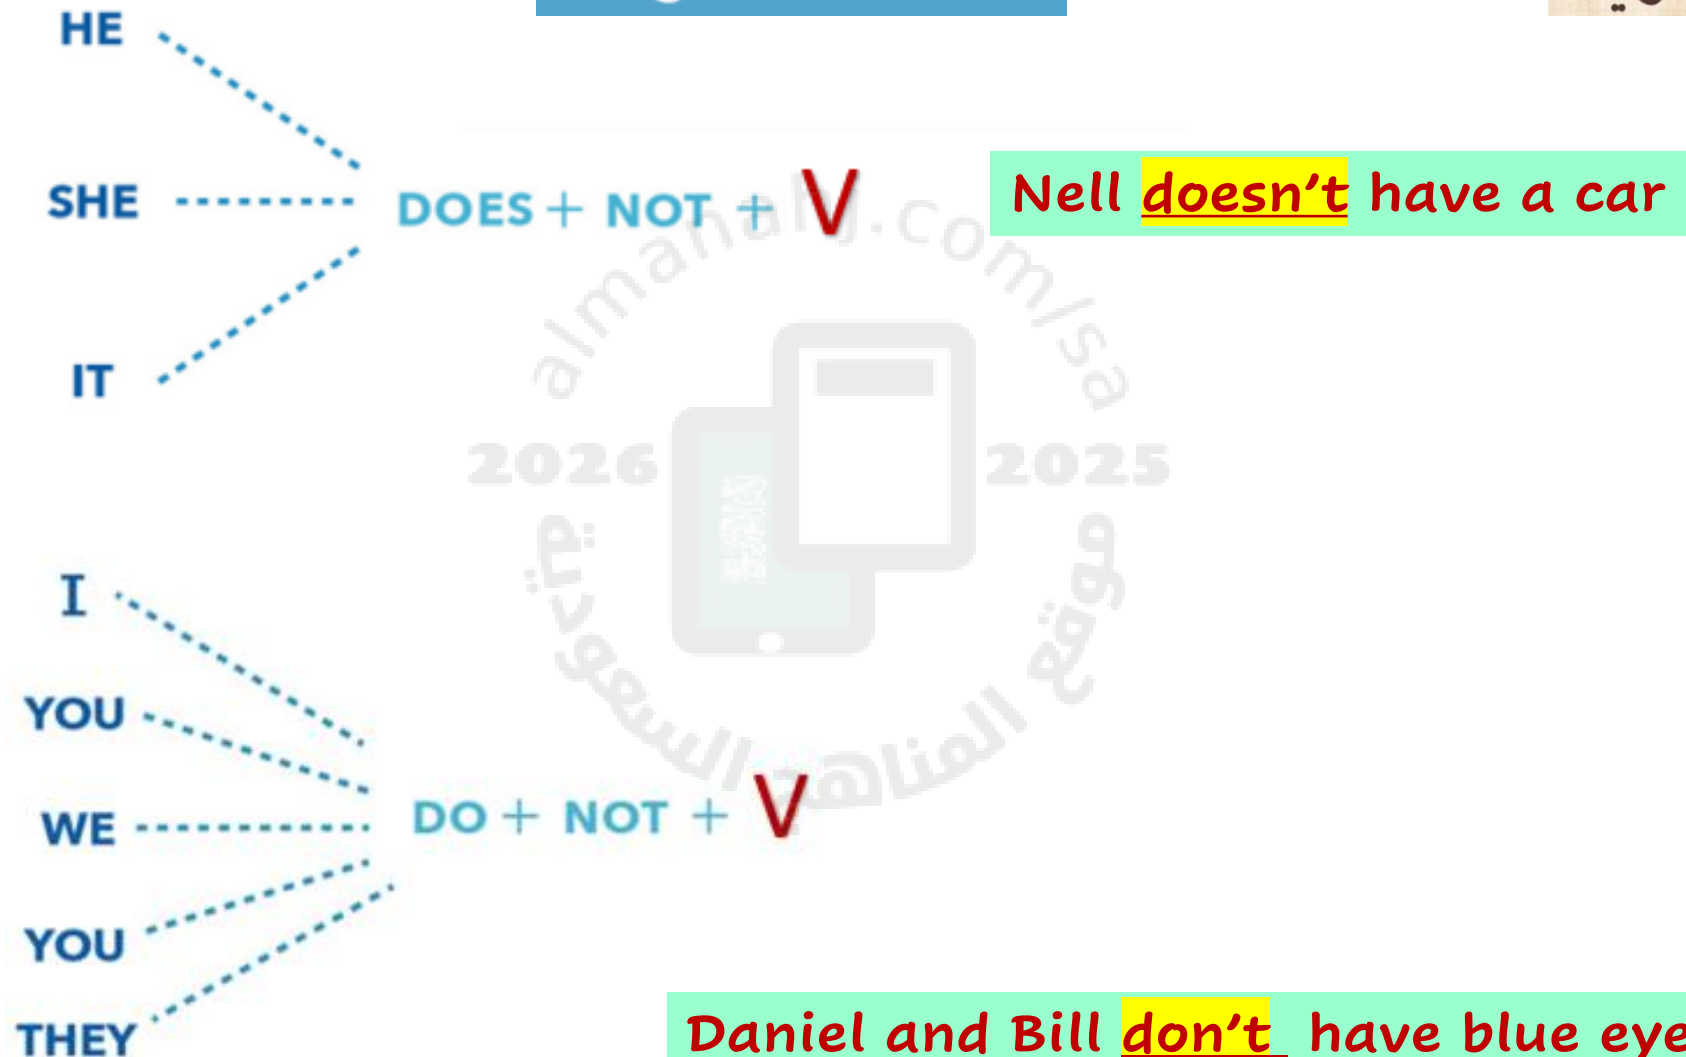 HE
SHE
DOES + NOT + V
Nell doesn't have a car
IT
almanahj.com/sa
2026
2025
موقع المناهج السعودية
I
YOU
WE
DO + NOT + V
YOU
THEY
Daniel and Bill don't have blue eye